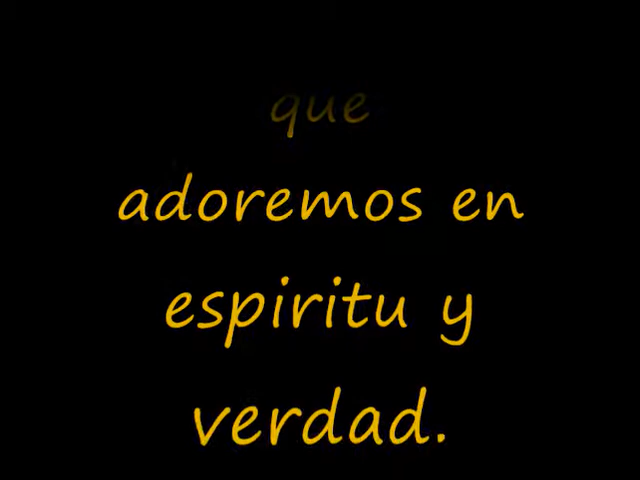 que
adoremos en
espiritu y
verdad.